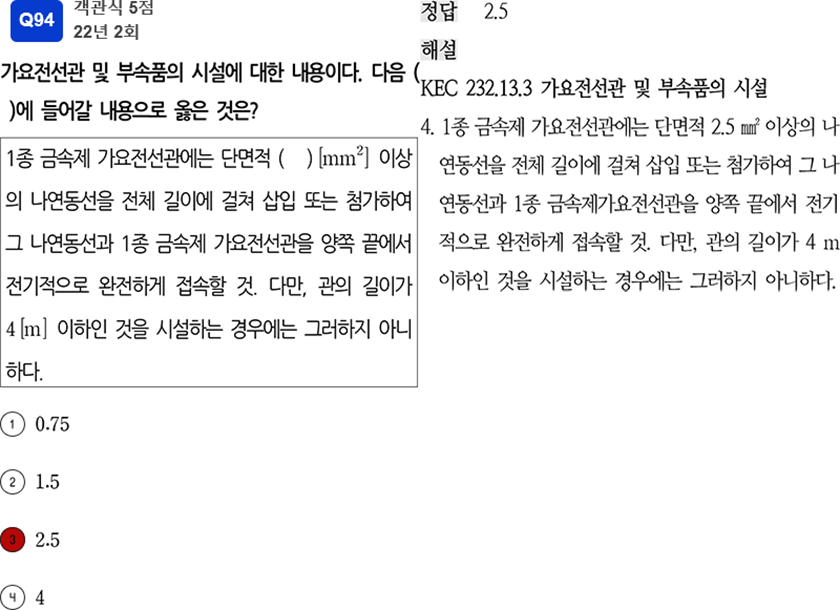 Q94
객관식 5점
22년 2회
가요전선관 및 부속품의 시설에 대한 내용이다. 다음 (
)에 들어갈 내용으로 옳은 것은?
1종 금속제 가요전선관에는 단면적 ( ) [mm²] 이상
의 나연동선을 전체 길이에 걸쳐 삽입 또는 첨가하여
그 나연동선과 1종 금속제 가요전선관을 양쪽 끝에서
전기적으로 완전하게 접속할 것. 다만, 관의 길이가
4 [m] 이하인 것을 시설하는 경우에는 그러하지 아니
하다.
① 0.75
② 1.5
③ 2.5
④ 4
정답 2.5
해설
KEC 232.13.3 가요전선관 및 부속품의 시설
4. 1종 금속제 가요전선관에는 단면적 2.5 ㎟ 이상의 나
연동선을 전체 길이에 걸쳐 삽입 또는 첨가하여 그 나
연동선과 1종 금속제가요전선관을 양쪽 끝에서 전기
적으로 완전하게 접속할 것. 다만, 관의 길이가 4 m
이하인 것을 시설하는 경우에는 그러하지 아니하다.